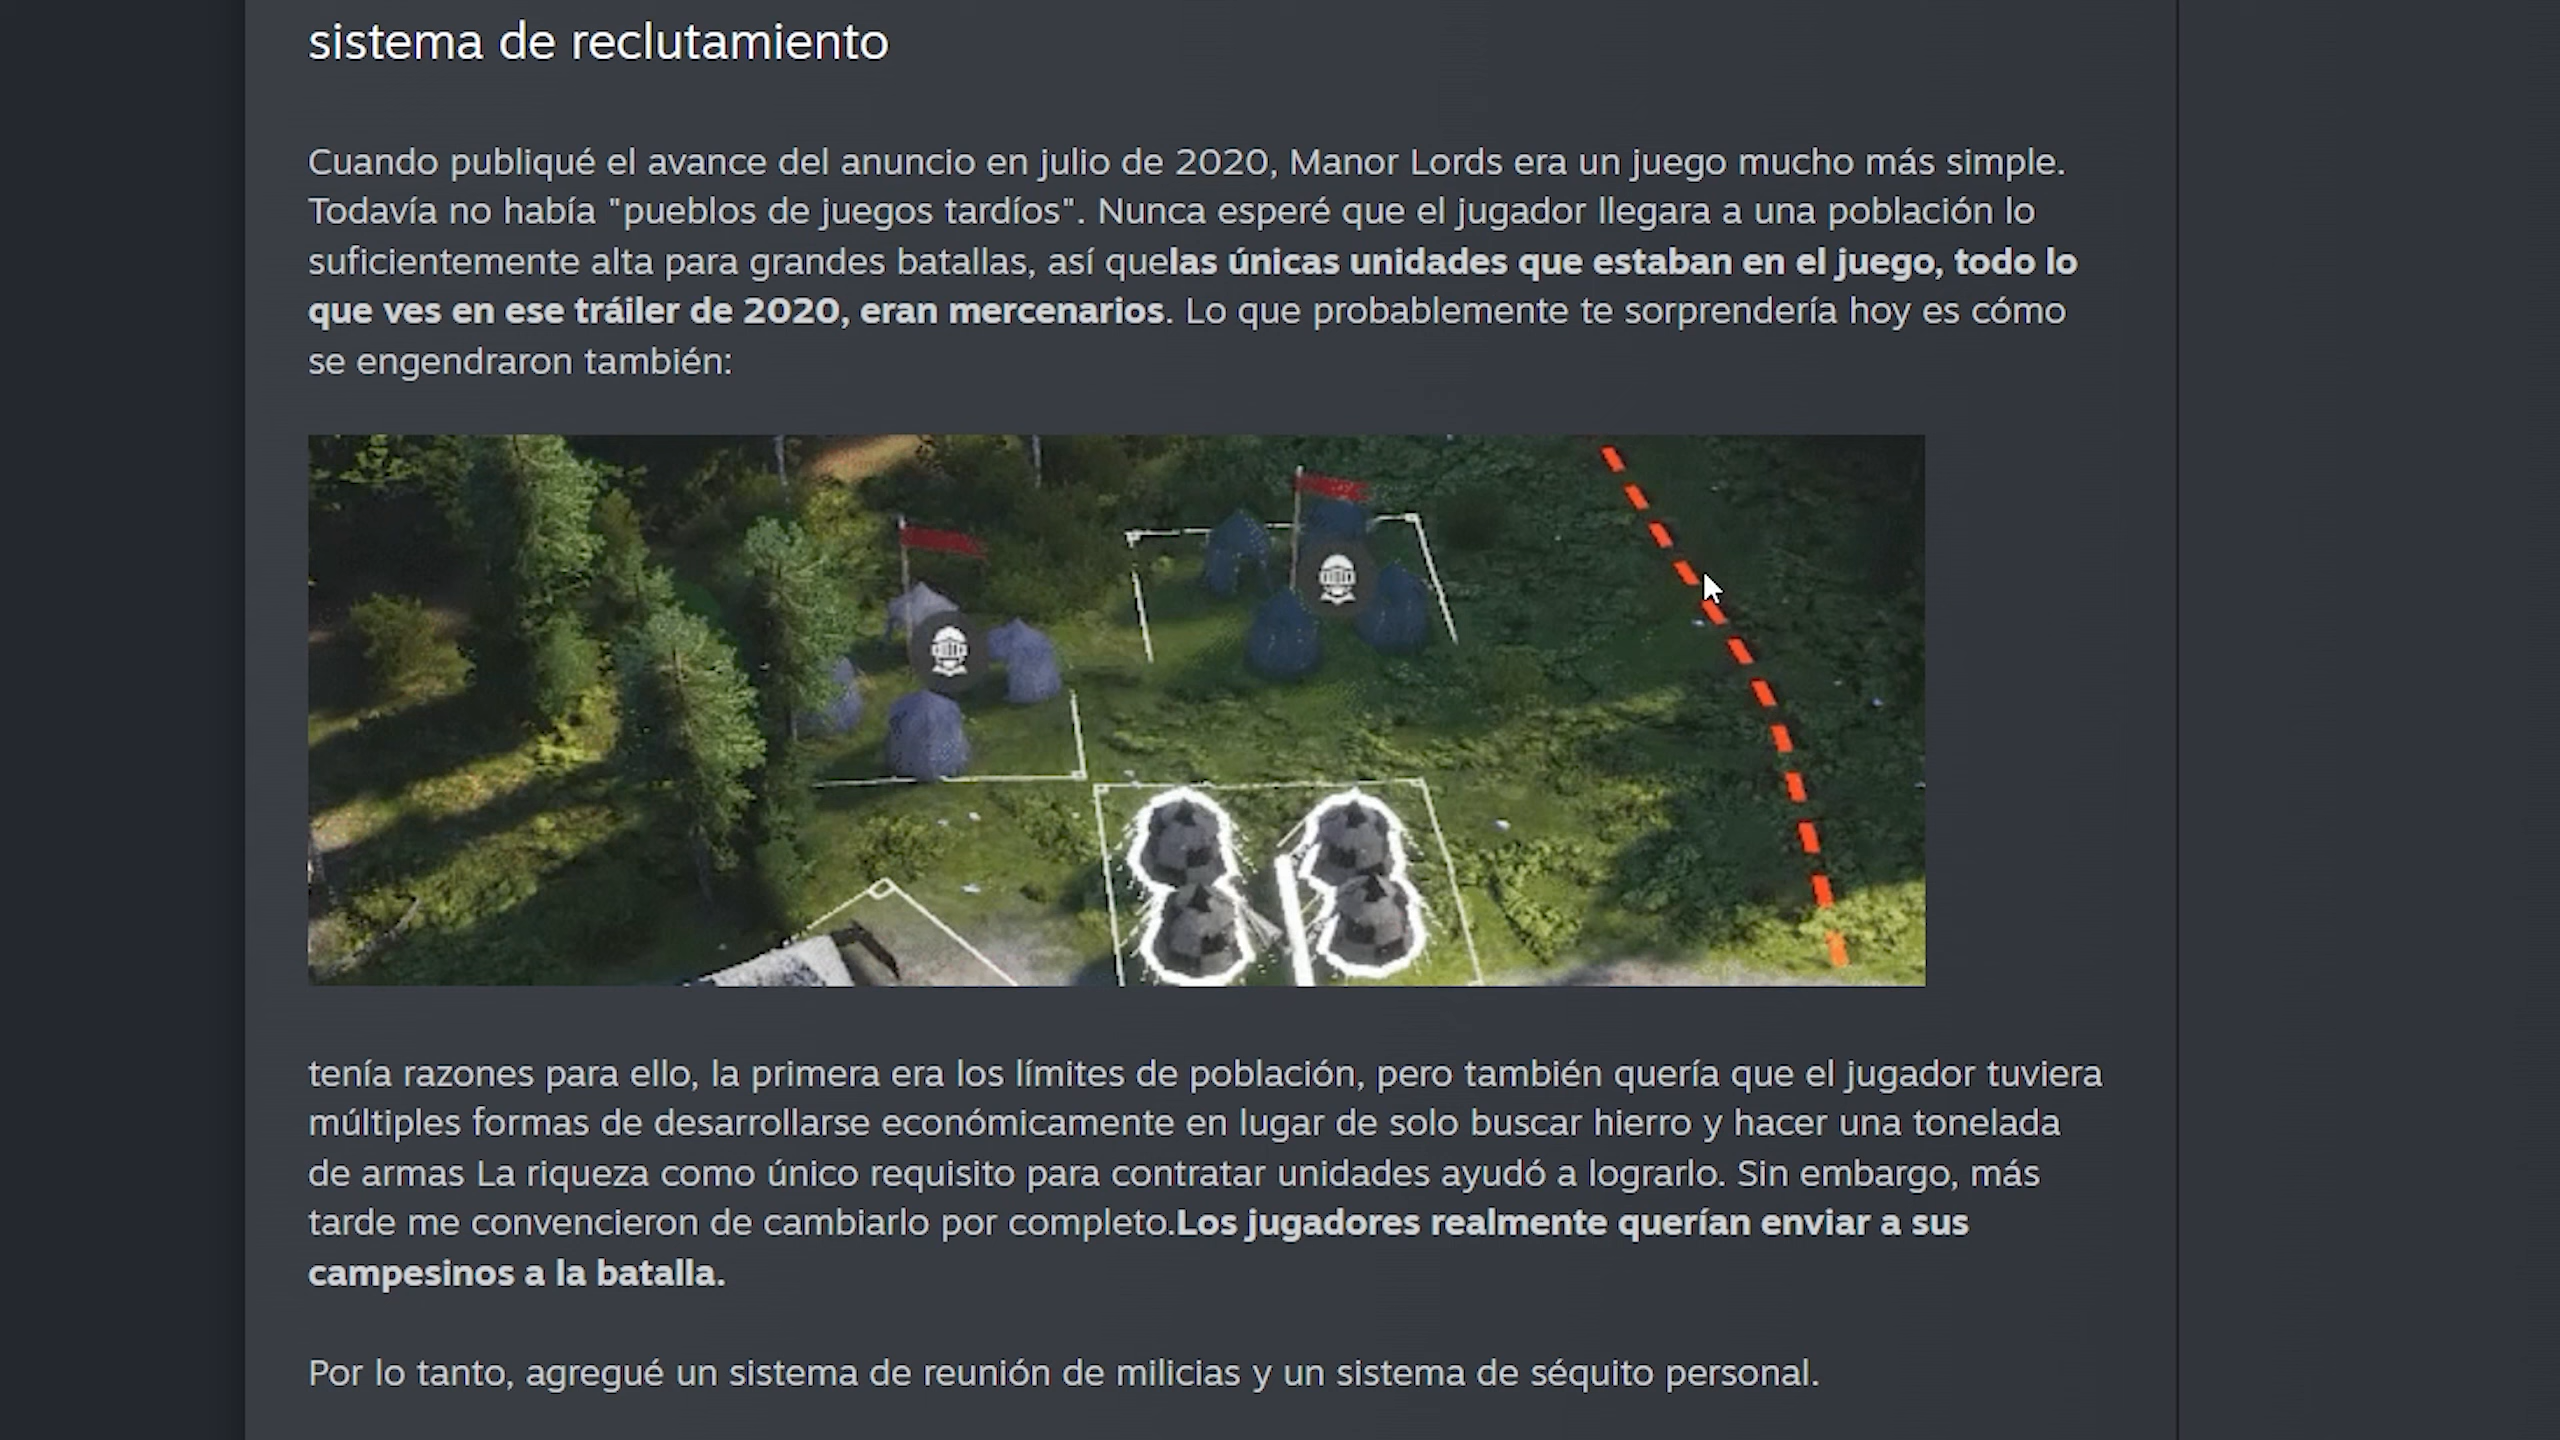 sistema de reclutamiento
Cuando publiqué el avance del anuncio en julio de 2020, Manor Lords era un juego mucho más simple.
Todavía no había "pueblos de juegos tardíos". Nunca esperé que el jugador llegara a una población lo
suficientemente alta para grandes batallas, así quelas únicas unidades que estaban en el juego, todo lo
que ves en ese tráiler de 2020, eran mercenarios. Lo que probablemente te sorprendería hoy es cómo
se engendraron también:
tenía razones para ello, la primera era los límites de población, pero también quería que el jugador tuviera
múltiples formas de desarrollarse económicamente en lugar de solo buscar hierro y hacer una tonelada
de armas La riqueza como único requisito para contratar unidades ayudó a lograrlo. Sin embargo, más
tarde me convencieron de cambiarlo por completo.Los jugadores realmente querían enviar a sus
campesinos a la batalla.
Por lo tanto, agregué un sistema de reunión de milicias y un sistema de séquito personal.